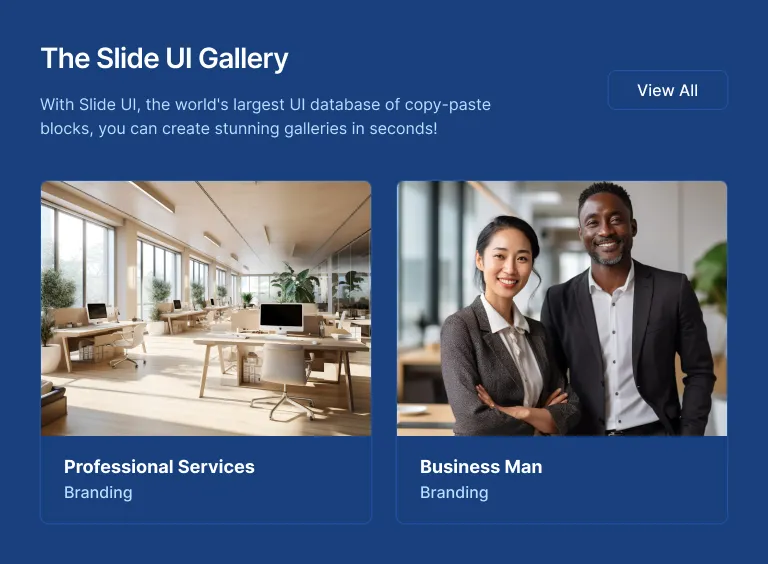 The Slide UI Gallery
With Slide UI, the world's largest UI database of copy-paste
blocks, you can create stunning galleries in seconds!
View All
Professional Services
Branding
Business Man
Branding